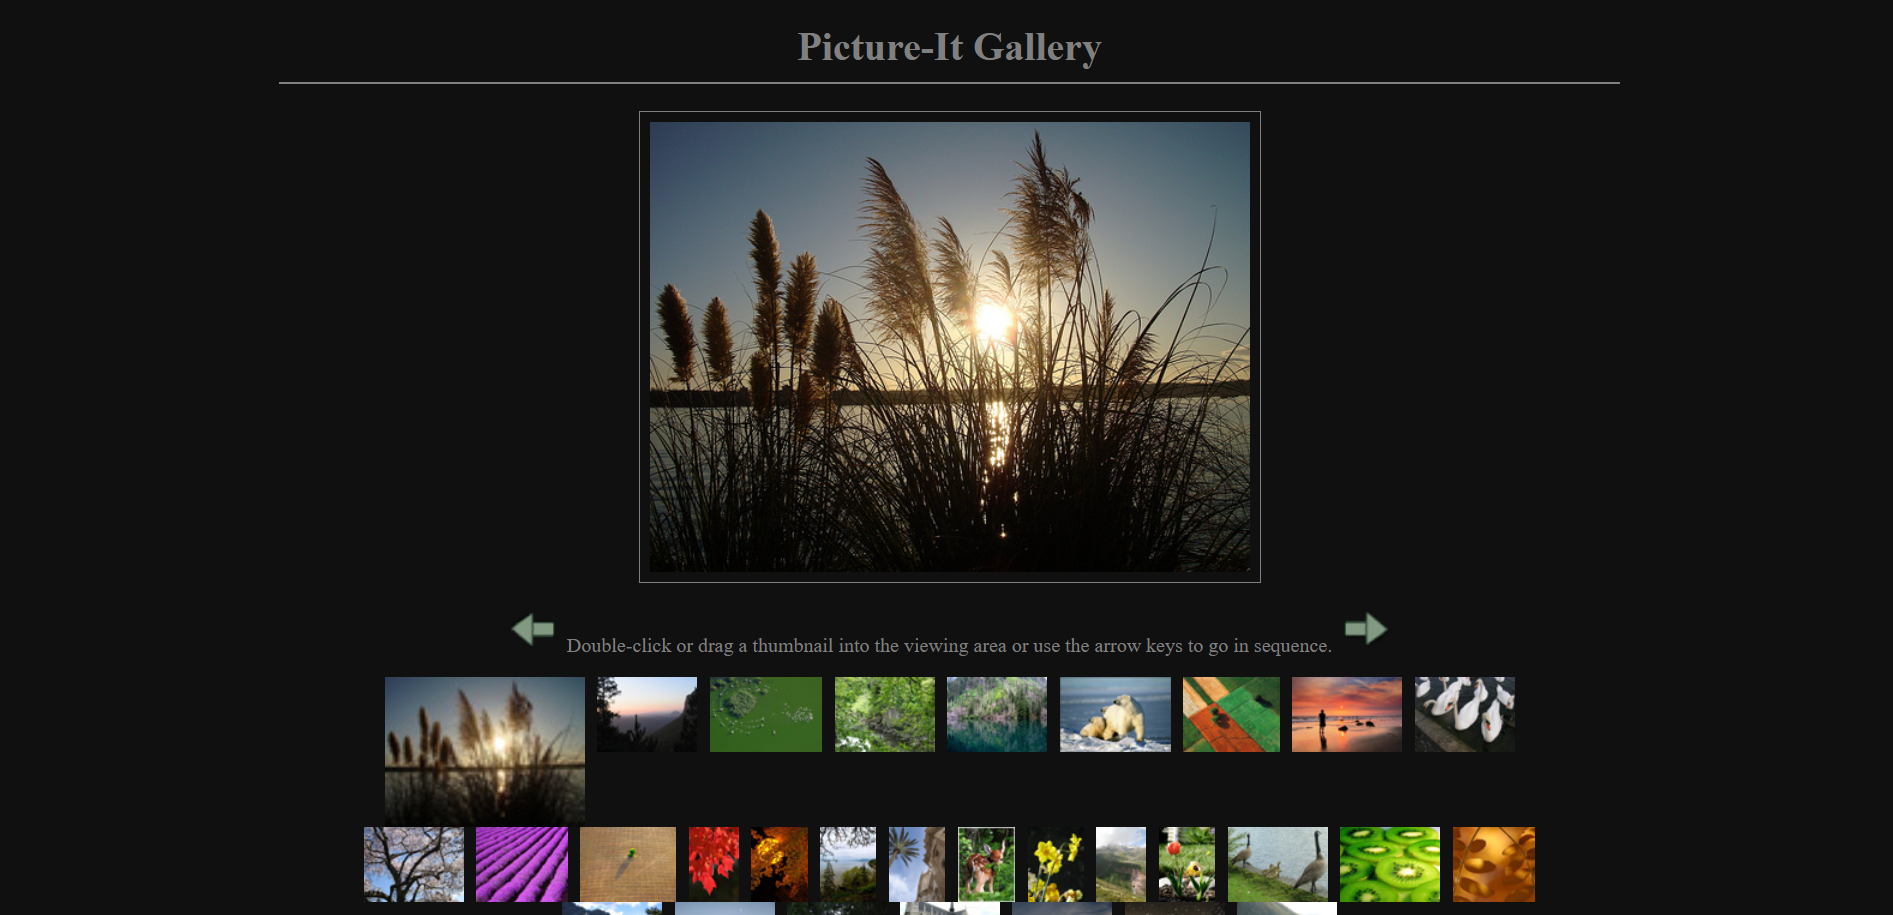 Picture-It Gallery
Double-click or drag a thumbnail into the viewing area or use the arrow keys to go in sequence.